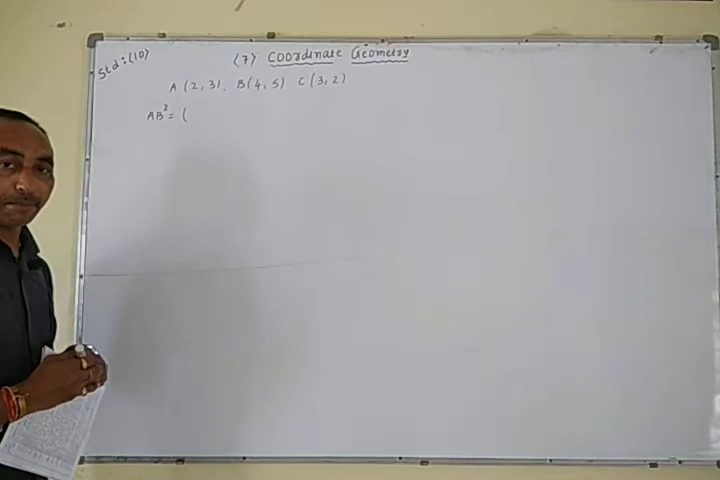 Std:(10)
(7) Coordinate Geometry
A (2, 3), B(4, 5) C (3, 2)
AB² = (